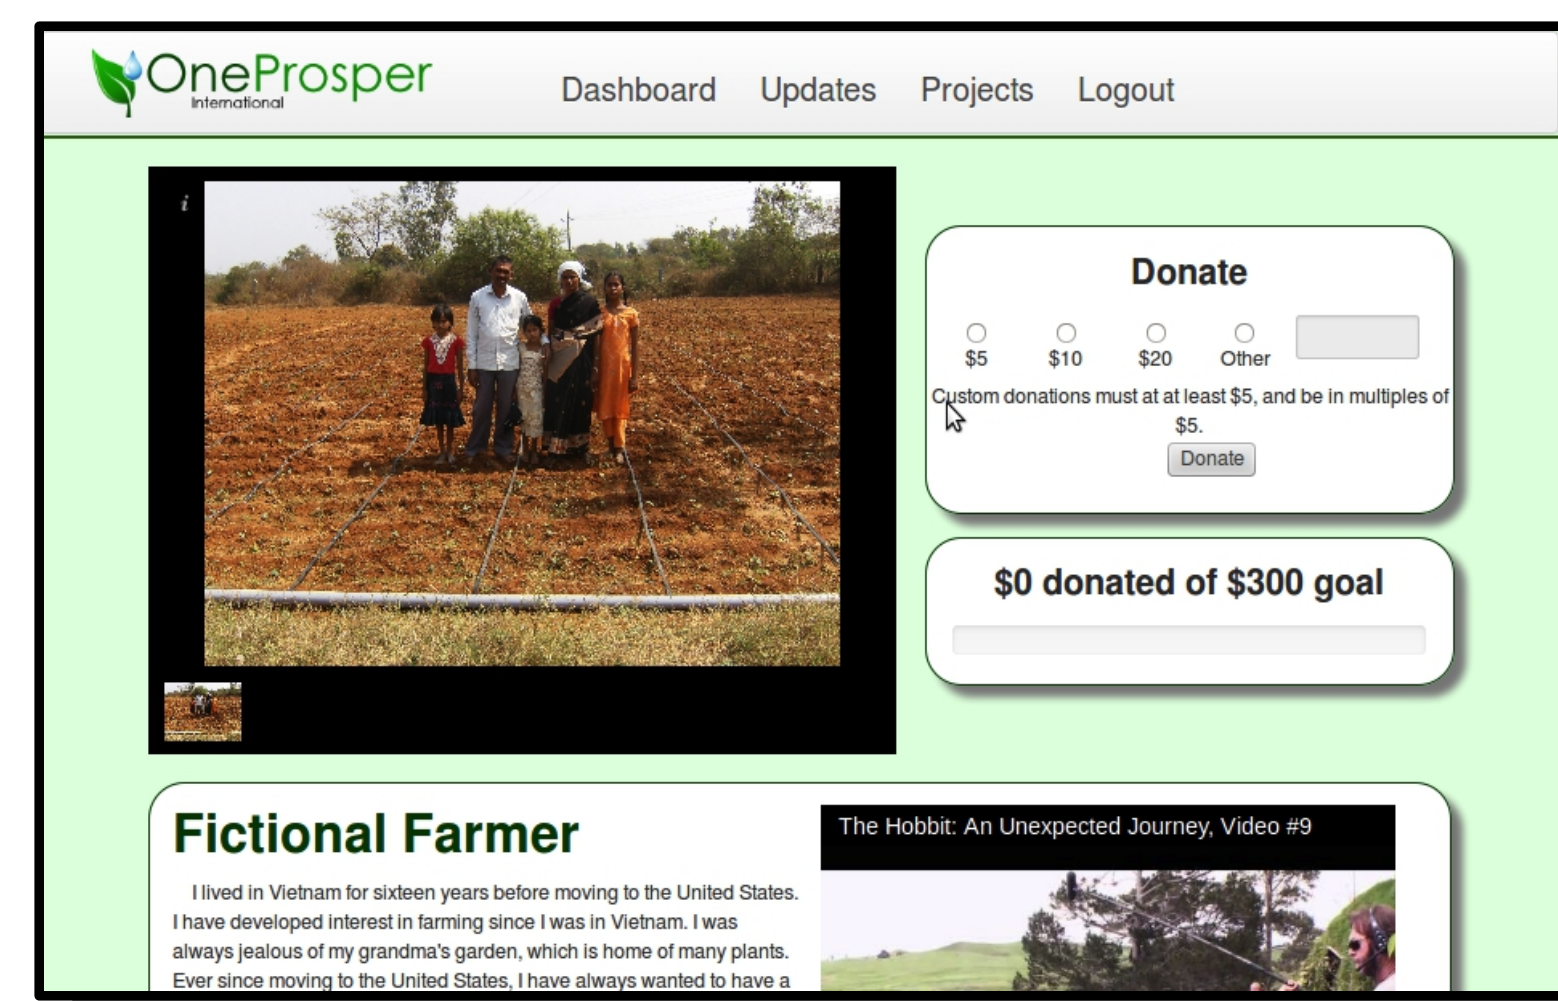 OneProsper
International
Dashboard Updates Projects Logout
i
Donate
$5 $10 $20 Other
Custom donations must at at least $5, and be in multiples of
$5.
Donate
$0 donated of $300 goal
Fictional Farmer
I lived in Vietnam for sixteen years before moving to the United States.
I have developed interest in farming since I was in Vietnam. I was
always jealous of my grandma's garden, which is home of many plants.
Ever since moving to the United States, I have always wanted to have a
The Hobbit: An Unexpected Journey, Video #9